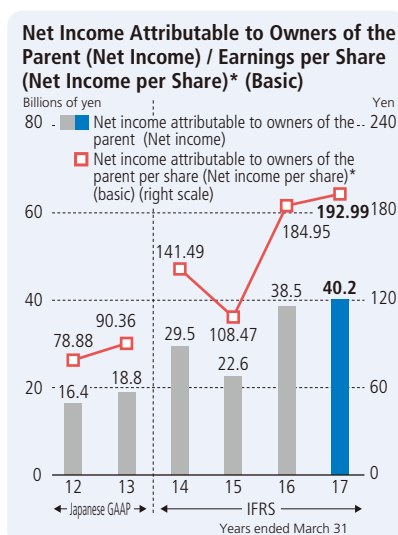 Net Income Attributable to Owners of the
Parent (Net Income) / Earnings per Share
(Net Income per Share)* (Basic)
Billions of yen
Yen
80
240
Net income attributable to owners of the
parent (Net income)
Net income attributable to owners of the
parent per share (Net income per share)*
(basic) (right scale)
60
192.99
180
184.95
141.49
40
38.5
40.2
120
90.36
78.88
29.5
108.47
22.6
18.8
20
16.4
60
0
0
12
13
14
15
16
17
Japanese GAAP
IFRS
Years ended March 31